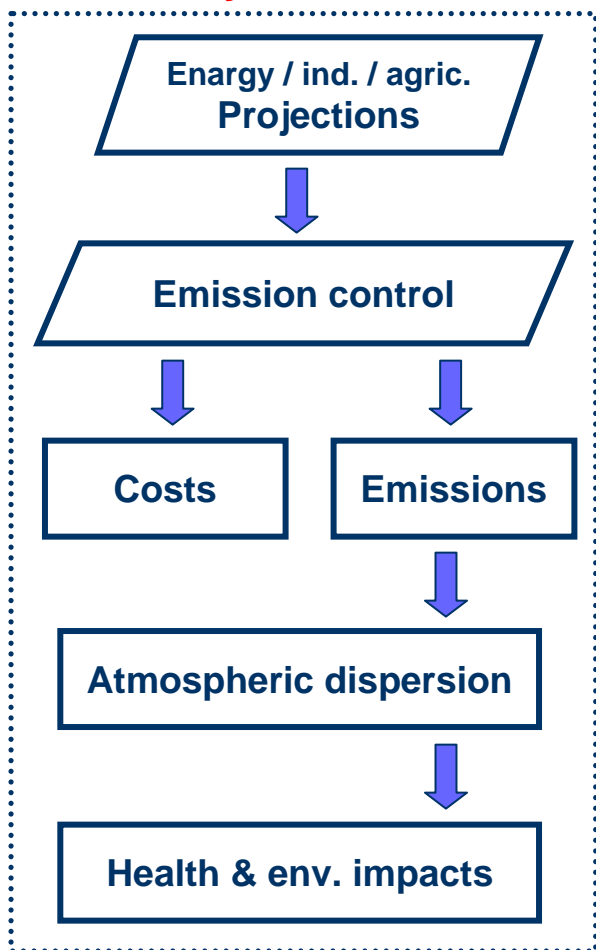 Enargy / ind. / agric.
Projections
Emission control
Costs
Emissions
Atmospheric dispersion
Health & env. impacts